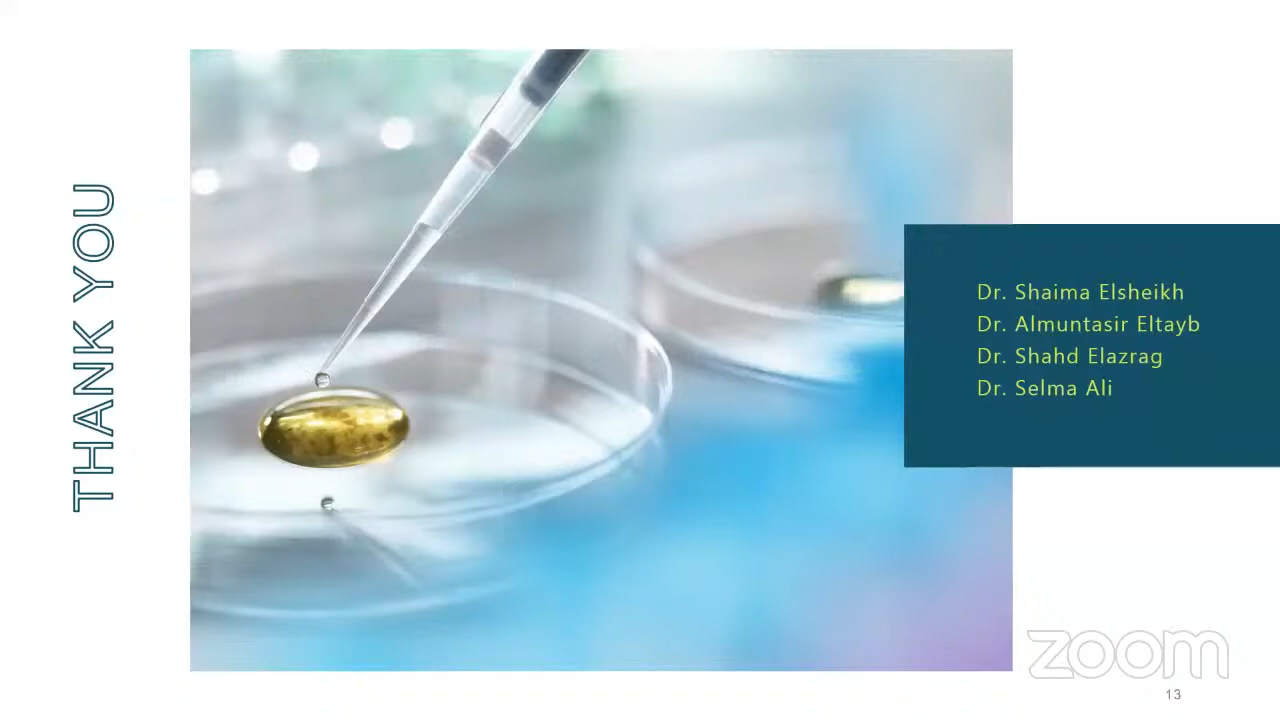 THANK YOU
Dr. Shaima Elsheikh
Dr. Almuntasir Eltayb
Dr. Shahd Elazrag
Dr. Selma Ali
zoom
13